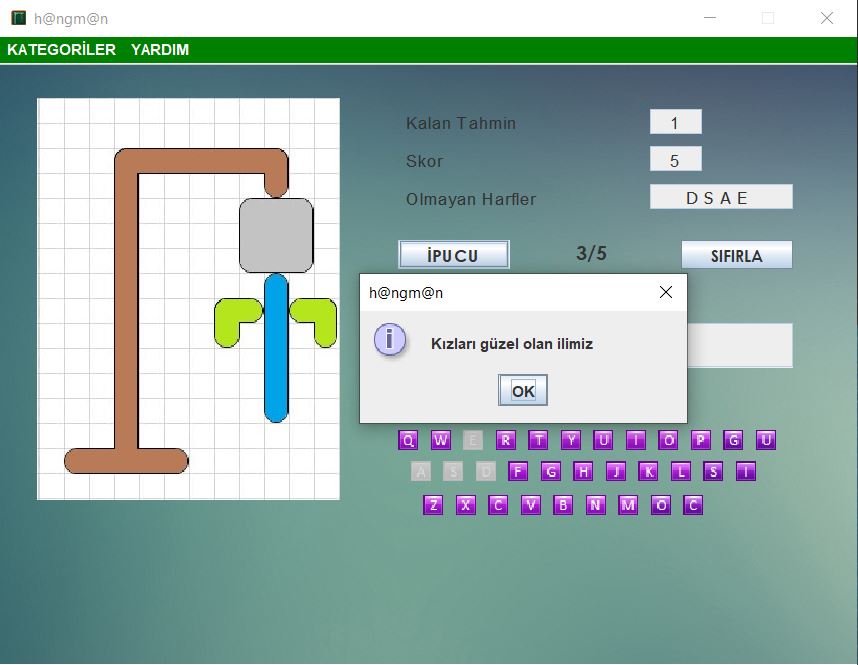 h@ngm@n
KATEGORİLER YARDIM
Kalan Tahmin 1
Skor 5
Olmayan Harfler D S A E
İPUCU 3/5 SIFIRLA
h@ngm@n
Kızları güzel olan ilimiz
OK
Q W E R T Y U İ O P Ğ Ü
A S D F G H J K L Ş I
Z X C V B N M Ö Ç